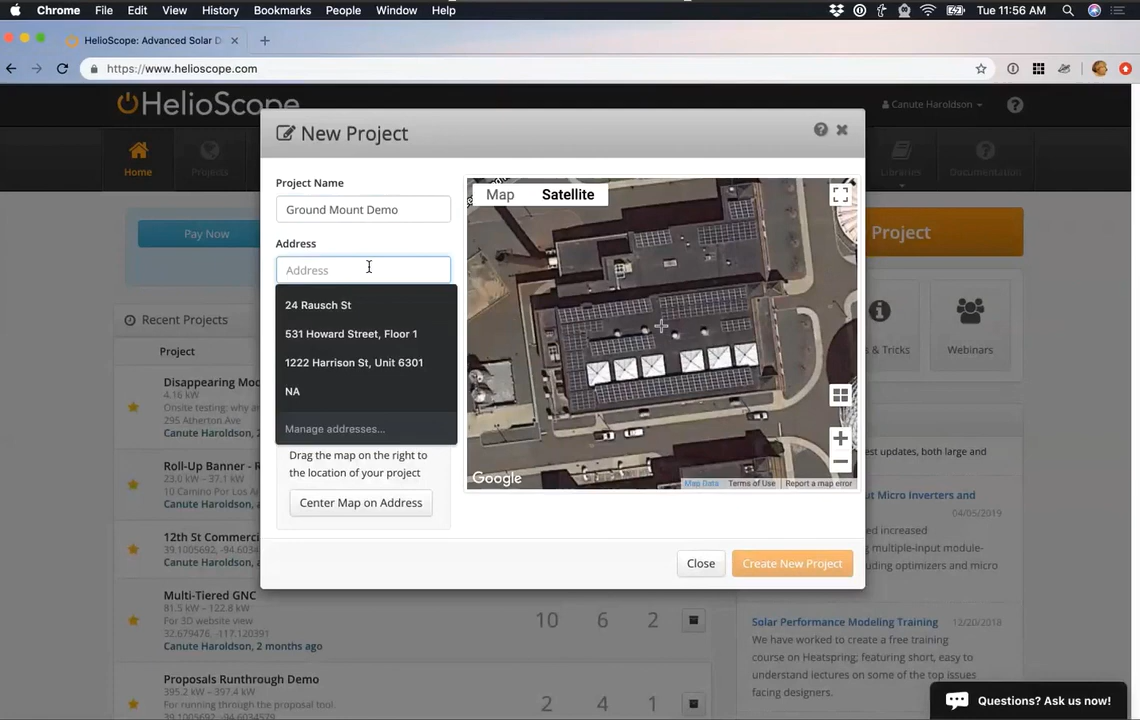 Chrome File Edit View History Bookmarks People Window Help Tue 11:56 AM
HelioScope: Advanced Solar D
https://www.helioscope.com
HelioScope
Canute Haroldson
Home
Projects
Libraries
Documentation
New Project
Project Name
Ground Mount Demo
Address
Address
24 Rausch St
531 Howard Street, Floor 1
1222 Harrison St, Unit 6301
NA
Manage addresses...
Drag the map on the right to
the location of your project
Center Map on Address
Map Satellite
Google
Map Data Terms of Use Report a map error
Close
Create New Project
Pay Now
Project
Recent Projects
Project
Disappearing Mod
4.16 kW
Onsite testing: why a
295 Atherton Ave
Canute Haroldson, 2
Roll-Up Banner - R
23.0 kW – 37.1 kW
10 Camino Por Los A
Canute Haroldson, a
12th St Commerci
39.1005692, -94.6034
Canute Haroldson, a
Multi-Tiered GNC
81.5 kW – 122.8 kW
For 3D website view
32.679476, -117.120391
Canute Haroldson, 2 months ago
10 6 2
Proposals Runthrough Demo
395.2 kW – 397.4 kW
For running through the proposal tool.
39.1005692, -94.6034579
2 4 1
s & Tricks
Webinars
test updates, both large and
ut Micro Inverters and
04/05/2019
ed increased
ng multiple-input module-
cluding optimizers and micro
Solar Performance Modeling Training 12/20/2018
We have worked to create a free training
course on Heatspring; featuring short, easy to
understand lectures on some of the top issues
facing designers.
Questions? Ask us now!